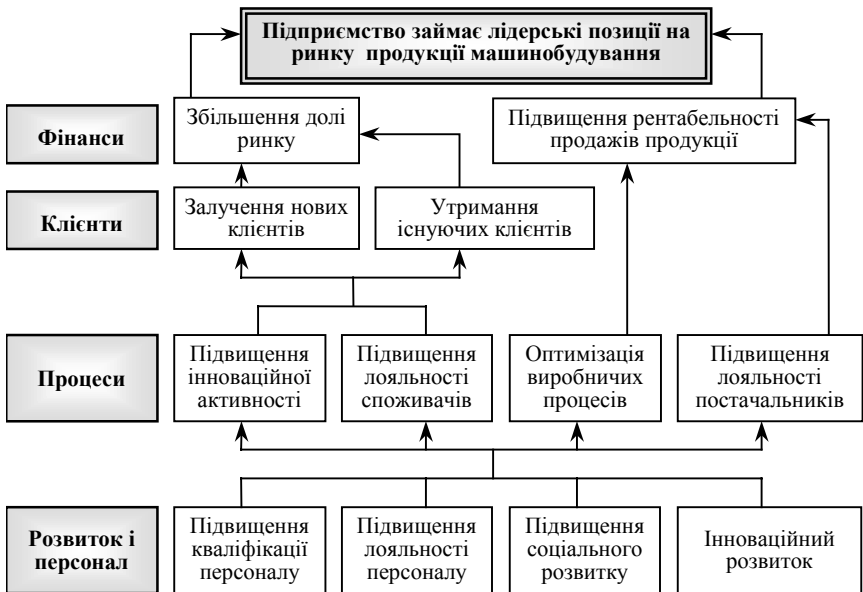 Підприємство займає лідерські позиції на
ринку продукції машинобудування
Фінанси
Збільшення долі
ринку
Підвищення рентабельності
продажів продукції
Клієнти
Залучення нових
клієнтів
Утримання
існуючих клієнтів
Процеси
Підвищення
інноваційної
активності
Підвищення
лояльності
споживачів
Оптимізація
виробничих
процесів
Підвищення
лояльності
постачальників
Розвиток і
персонал
Підвищення
кваліфікації
персоналу
Підвищення
лояльності
персоналу
Підвищення
соціального
розвитку
Інноваційний
розвиток